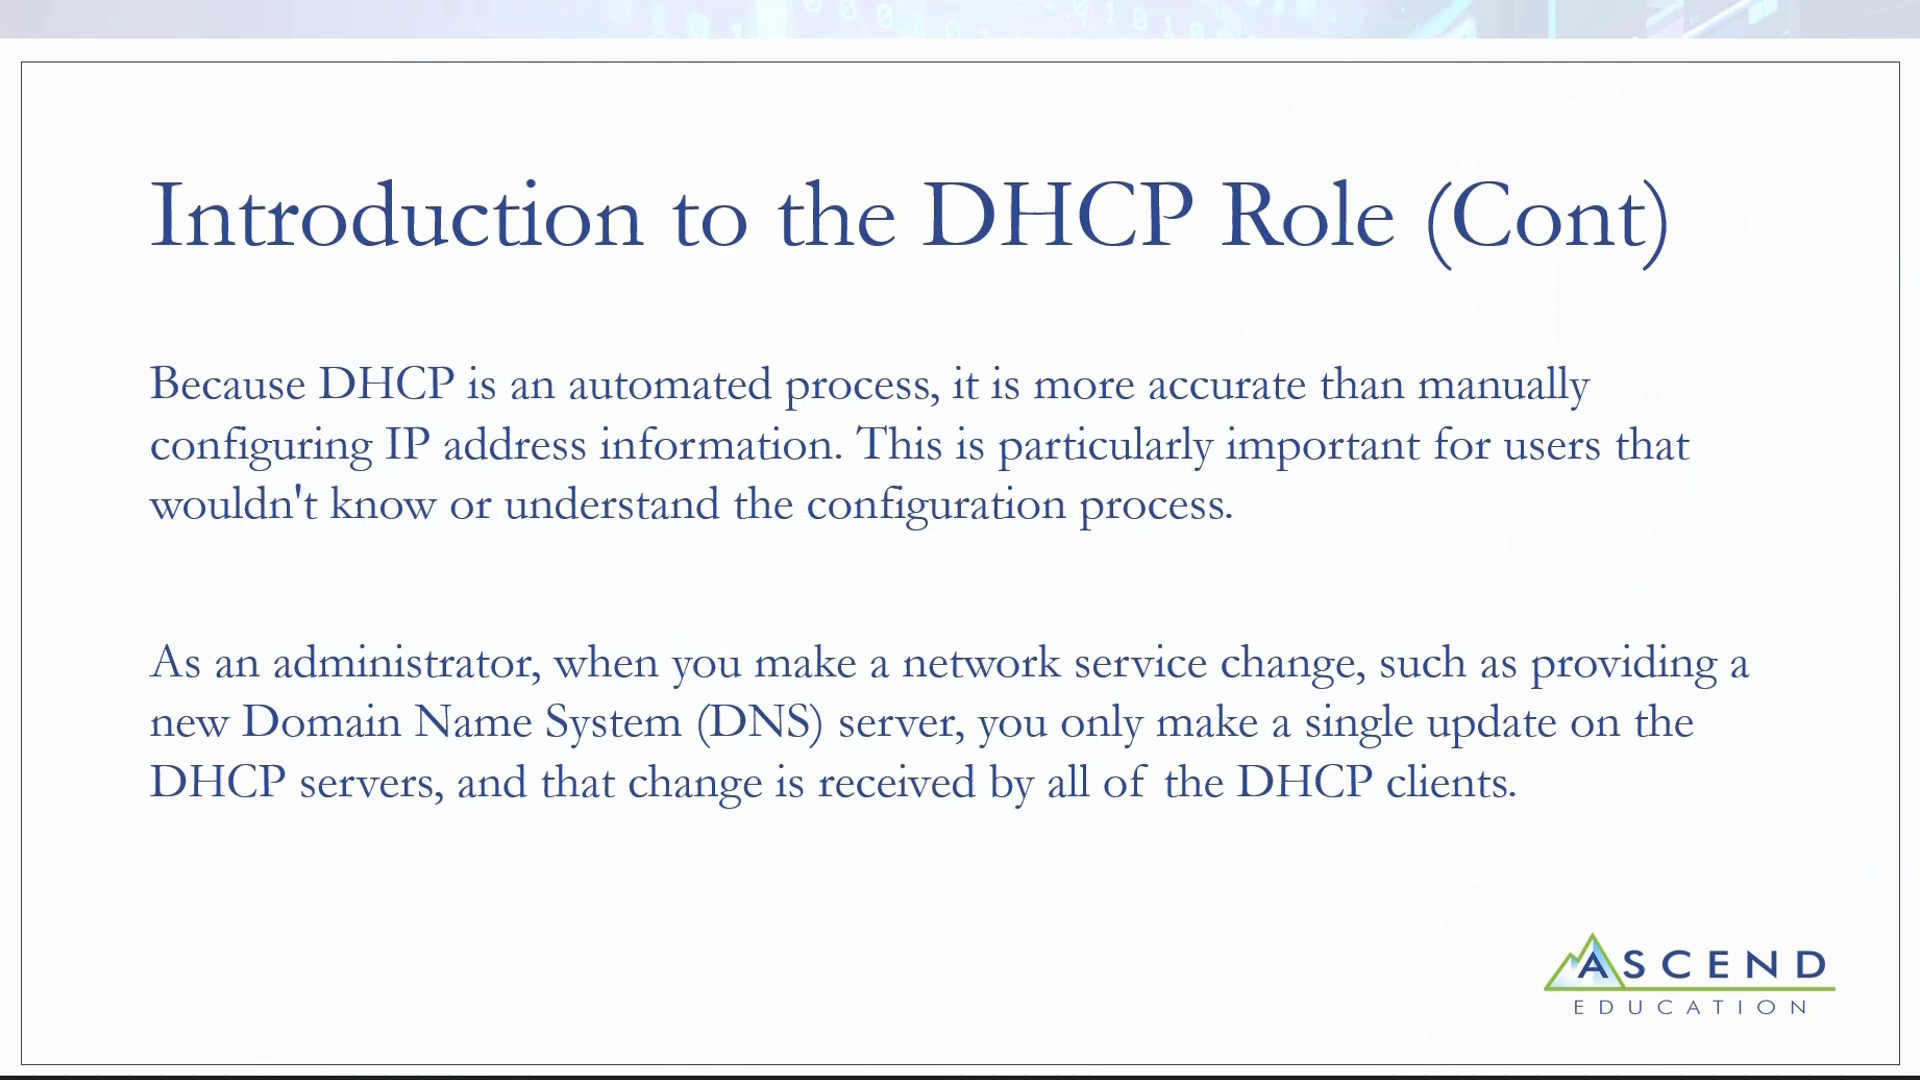 Introduction to the DHCP Role (Cont)
Because DHCP is an automated process, it is more accurate than manually
configuring IP address information. This is particularly important for users that
wouldn't know or understand the configuration process.
As an administrator, when you make a network service change, such as providing a
new Domain Name System (DNS) server, you only make a single update on the
DHCP servers, and that change is received by all of the DHCP clients.
ASCEND
EDUCATION